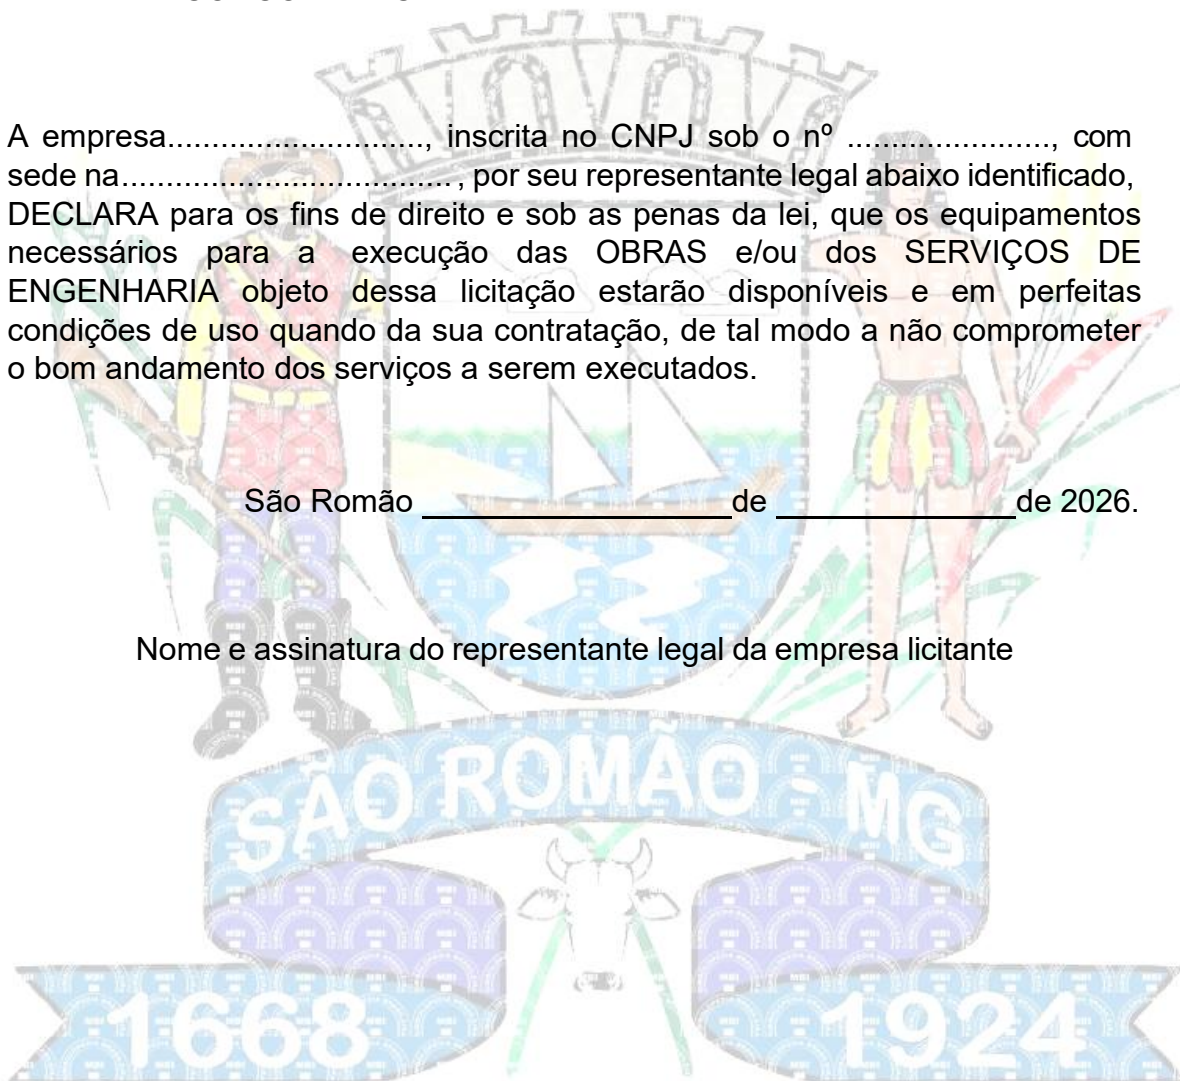 A empresa............................., inscrita no CNPJ sob o nº ......................., com
sede na..................................... , por seu representante legal abaixo identificado,
DECLARA para os fins de direito e sob as penas da lei, que os equipamentos
necessários para a execução das OBRAS e/ou dos SERVIÇOS DE
ENGENHARIA objeto dessa licitação estarão disponíveis e em perfeitas
condições de uso quando da sua contratação, de tal modo a não comprometer
o bom andamento dos serviços a serem executados.
São Romão __________________de ______________de 2026.
Nome e assinatura do representante legal da empresa licitante
SÃO ROMÃO - MG
1668 1924